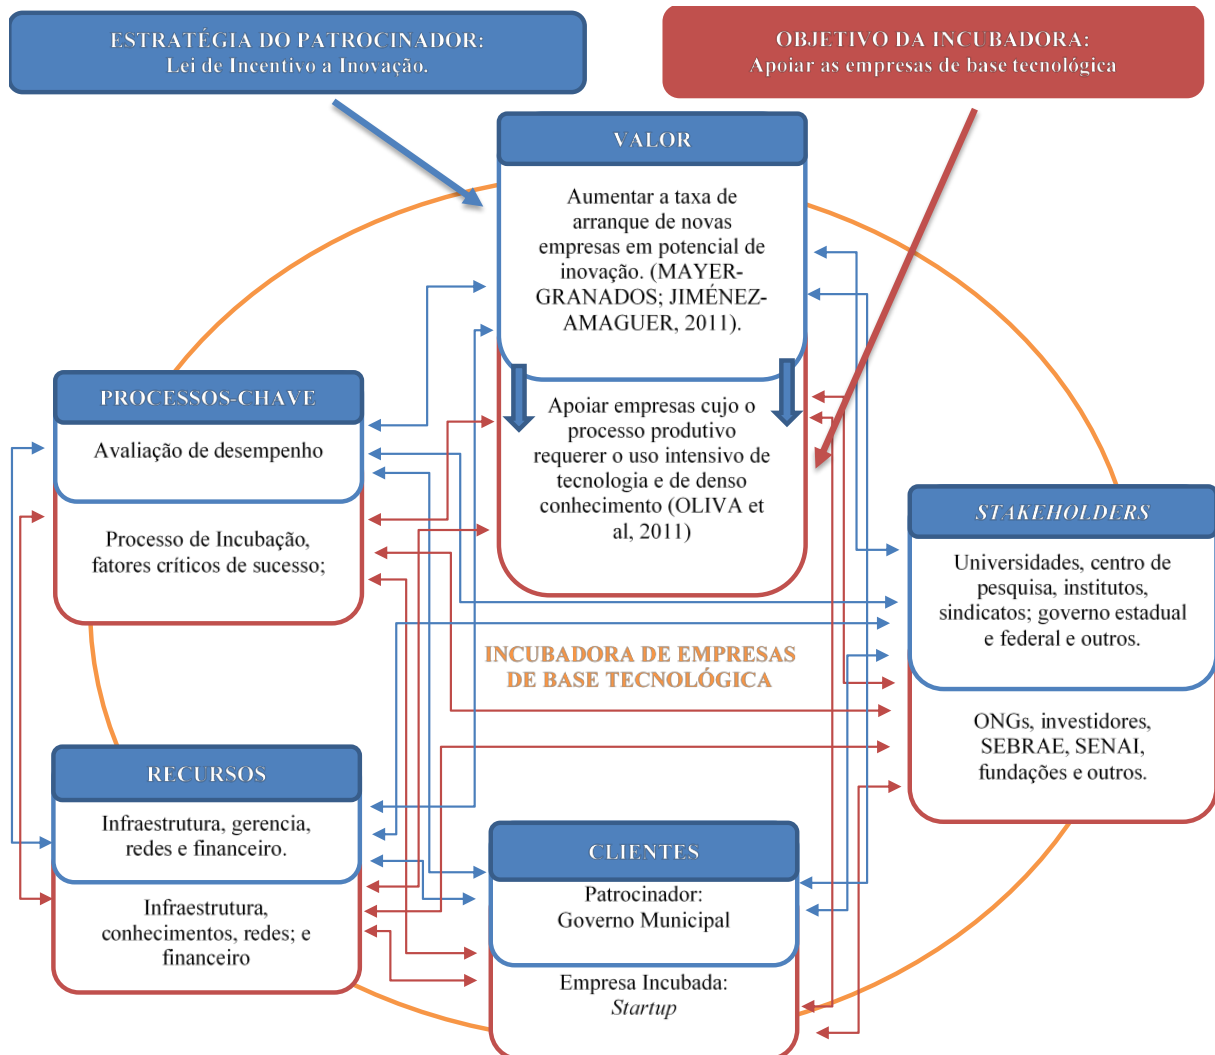 ESTRATÉGIA DO PATROCINADOR:
Lei de Incentivo a Inovação.
OBJETIVO DA INCUBADORA:
Apoiar as empresas de base tecnológica
VALOR
Aumentar a taxa de
arranque de novas
empresas em potencial de
inovação. (MAYER-
GRANADOS; JIMÉNEZ-
AMAGUER, 2011).
Apoiar empresas cujo o
processo produtivo
requerer o uso intensivo de
tecnologia e de denso
conhecimento (OLIVA et
al, 2011)
PROCESSOS-CHAVE
Avaliação de desempenho
Processo de Incubação,
fatores críticos de sucesso;
STAKEHOLDERS
Universidades, centro de
pesquisa, institutos,
sindicatos; governo estadual
e federal e outros.
ONGs, investidores,
SEBRAE, SENAI,
fundações e outros.
INCUBADORA DE EMPRESAS
DE BASE TECNOLÓGICA
RECURSOS
Infraestrutura, gerencia,
redes e financeiro.
Infraestrutura,
conhecimentos, redes; e
financeiro
CLIENTES
Patrocinador:
Governo Municipal
Empresa Incubada:
Startup